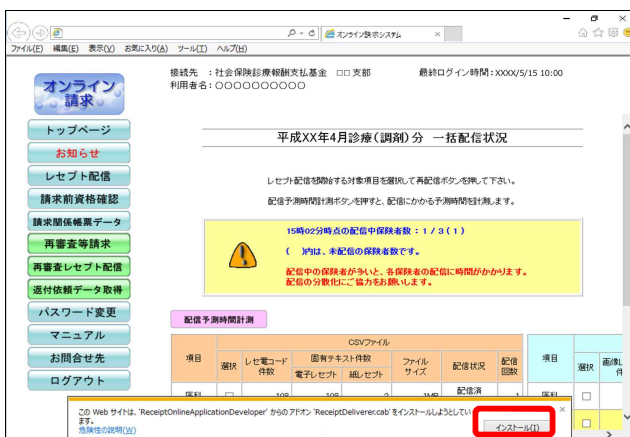 オンライン請求システム ×
ファイル(F) 編集(E) 表示(V) お気に入り(A) ツール(T) ヘルプ(H)
オンライン
請求
トップページ
お知らせ
レセプト配信
請求前資格確認
請求関係帳票データ
再審査等請求
再審査レセプト配信
返付依頼データ取得
パスワード変更
マニュアル
お問合せ先
ログアウト
接続先 :社会保険診療報酬支払基金 □□支部 最終ログイン時間:XXXX/5/15 10:00
利用者名:〇〇〇〇〇〇〇〇〇〇
平成XX年4月診療(調剤)分 一括配信状況
レセプト配信を開始する対象項目を選択して再配信ボタンを押して下さい。
配信予測時間計測ボタンを押すと、配信にかかる予測時間を計測します。
15時02分時点の配信中保険者数:1/3(1)
( )内は、未配信の保険者数です。
配信中の保険者が多いと、各保険者の配信に時間がかかります。
配信の分散化にご協力をお願いします。
配信予測時間計測
CSVファイル
項目 選択 レセ電コード件数 固有テキスト件数 ファイルサイズ 配信状況 配信回数 項目 選択
電子レセプト 紙レセプト
医科 108 108 0 1MB 配信済 1 医科
この Web サイトは、'ReceiptOnlineApplicationDeveloper' からのアドオン 'ReceiptDeliverer.cab' をインストールしようとしてい
ます。
危険性の説明(W)
インストール(I) ×